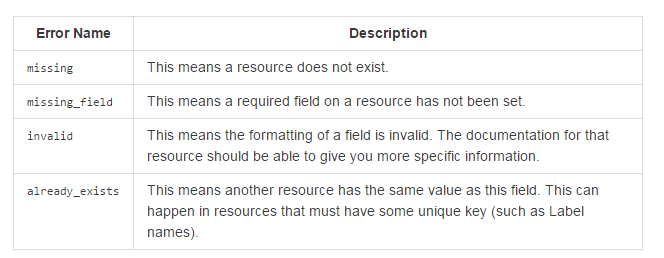 Error Name Description
missing This means a resource does not exist.
missing_field This means a required field on a resource has not been set.
invalid This means the formatting of a field is invalid. The documentation for that
resource should be able to give you more specific information.
already_exists This means another resource has the same value as this field. This can
happen in resources that must have some unique key (such as Label
names).